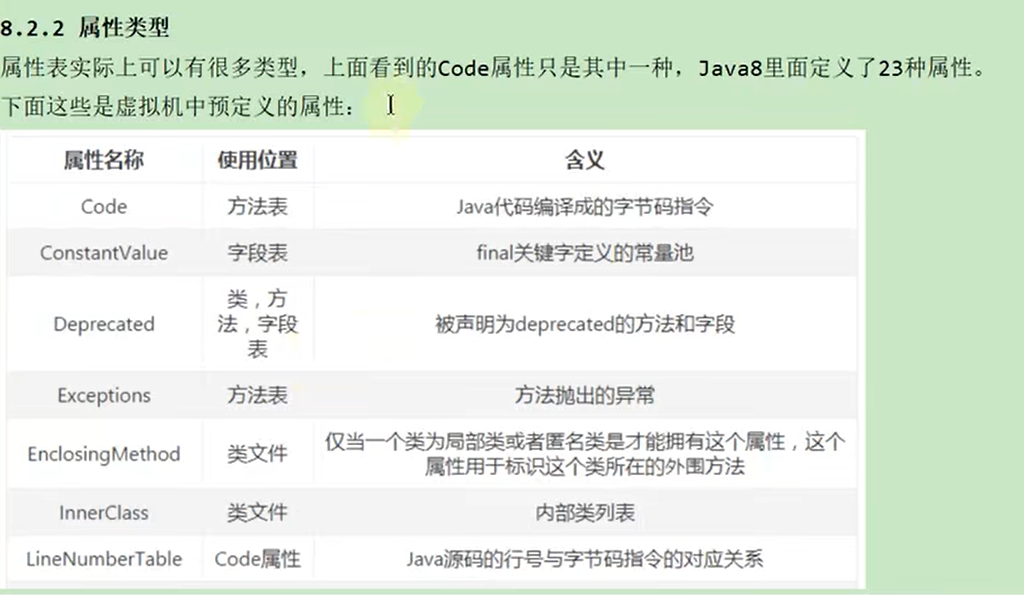 8.2.2 属性类型
属性表实际上可以有很多类型，上面看到的Code属性只是其中一种，Java8里面定义了23种属性。
下面这些是虚拟机中预定义的属性：
属性名称 使用位置 含义
Code 方法表 Java代码编译成的字节码指令
ConstantValue 字段表 final关键字定义的常量池
Deprecated 类，方法，字段表 被声明为deprecated的方法和字段
Exceptions 方法表 方法抛出的异常
EnclosingMethod 类文件 仅当一个类为局部类或者匿名类是才能拥有这个属性，这个属性用于标识这个类所在的外围方法
InnerClass 类文件 内部类列表
LineNumberTable Code属性 Java源码的行号与字节码指令的对应关系